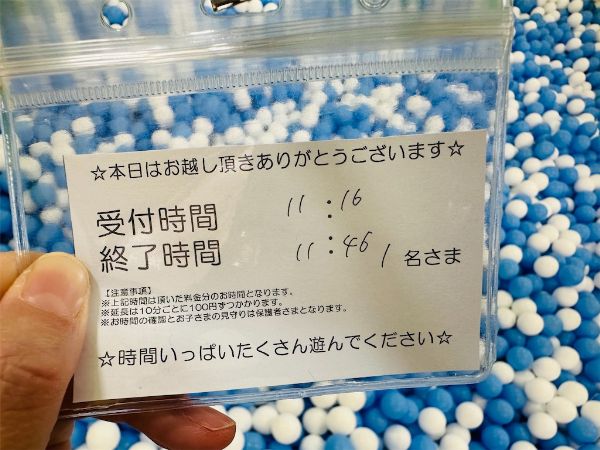 ☆本日はお越し頂きありがとうございます☆
受付時間 11:16
終了時間 11:46 1名さま
【注意事項】
※上記時間は頂いた料金分のお時間となります。
※延長は10分ごとに100円ずつかかります。
※お時間の確認とお子さまの見守りは保護者さまとなります。
☆時間いっぱいたくさん遊んでください☆